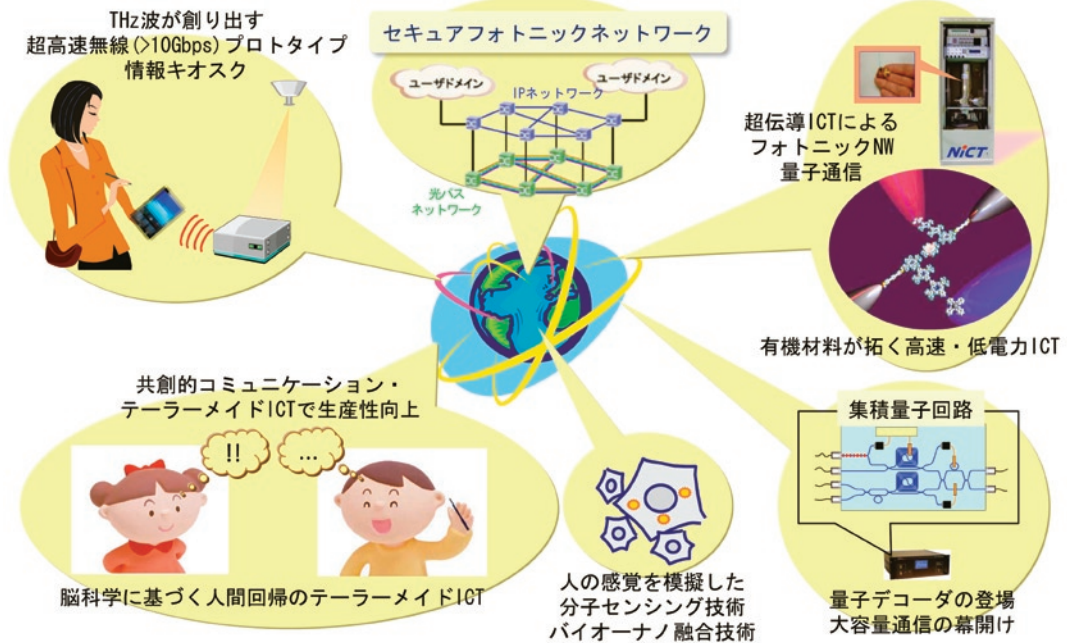 THz波が創り出す
超高速無線(>10Gbps)プロトタイプ
情報キオスク
セキュアフォトニックネットワーク
ユーザドメイン
ユーザドメイン
IPネットワーク
光パス
ネットワーク
超伝導ICTによる
フォトニックNW
量子通信
NiCT
有機材料が拓く高速・低電力ICT
共創的コミュニケーション・
テーラーメイドICTで生産性向上
!!
...
脳科学に基づく人間回帰のテーラーメイドICT
人の感覚を模擬した
分子センシング技術
バイオーナノ融合技術
集積量子回路
量子デコーダの登場
大容量通信の幕開け